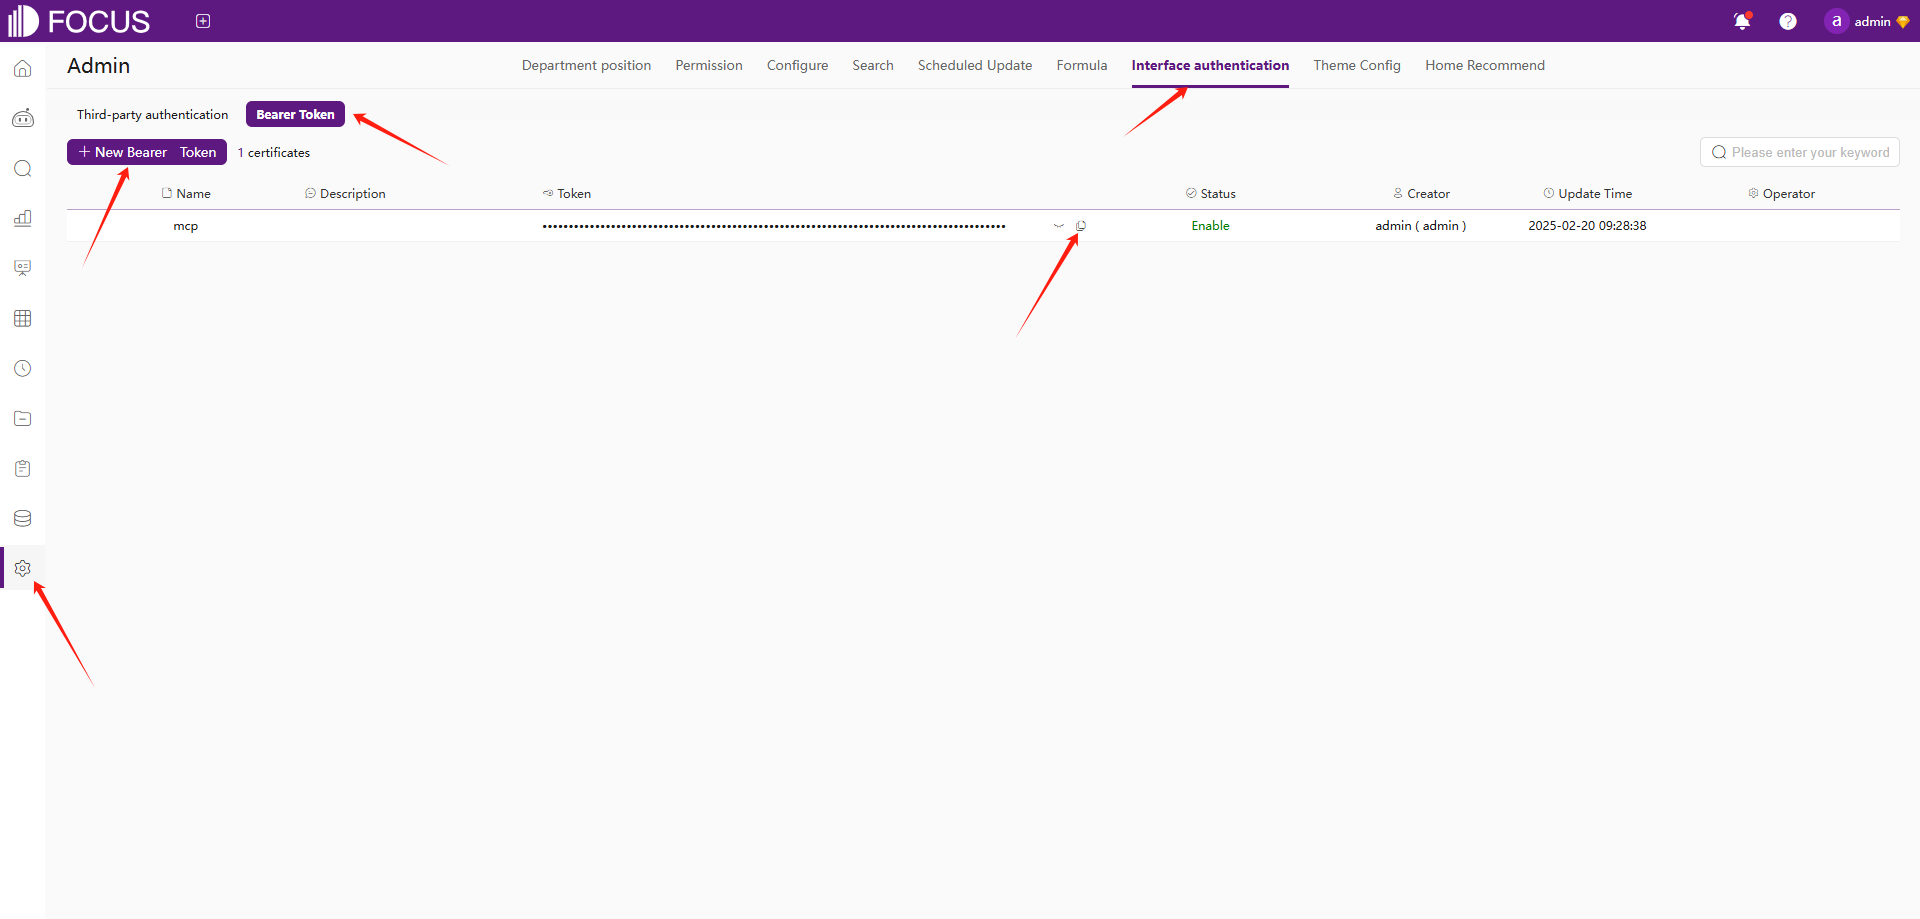 FOCUS
a admin
Admin
Department position Permission Configure Search Scheduled Update Formula Interface authentication Theme Config Home Recommend
Third-party authentication Bearer Token
New Bearer Token 1 certificates Please enter your keyword
Name Description Token Status Creator Update Time Operator
mcp •••••••••••••••••••••••••••••••••••••••••••••••••••••••••••••••••••••••••••••••••••••• Enable admin ( admin ) 2025-02-20 09:28:38